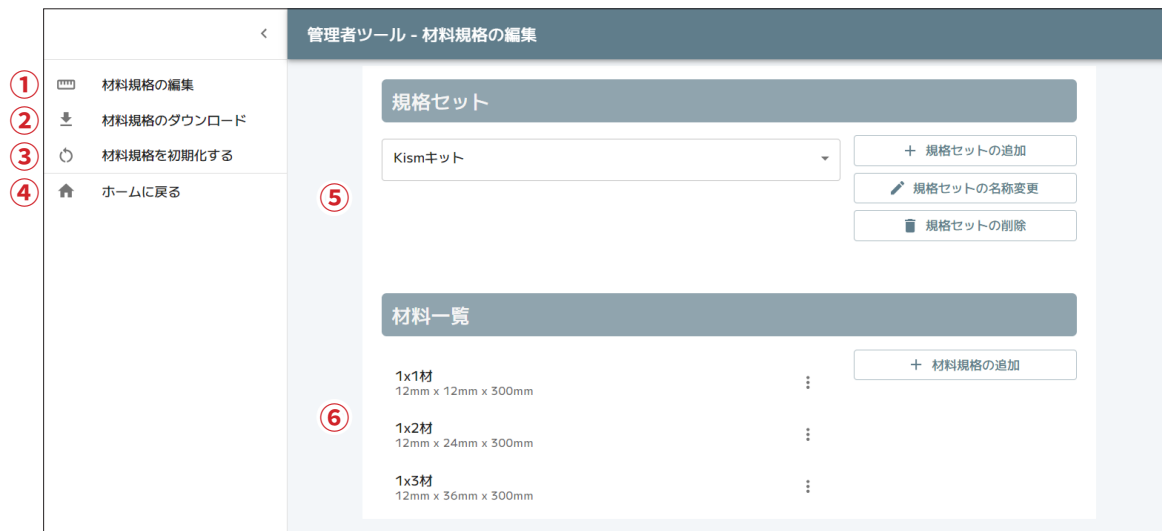 管理者ツール - 材料規格の編集
① 材料規格の編集
② 材料規格のダウンロード
③ 材料規格を初期化する
④ ホームに戻る
規格セット
⑤
Kismキット
+ 規格セットの追加
規格セットの名称変更
規格セットの削除
材料一覧
⑥
+ 材料規格の追加
1x1材
12mm x 12mm x 300mm
1x2材
12mm x 24mm x 300mm
1x3材
12mm x 36mm x 300mm